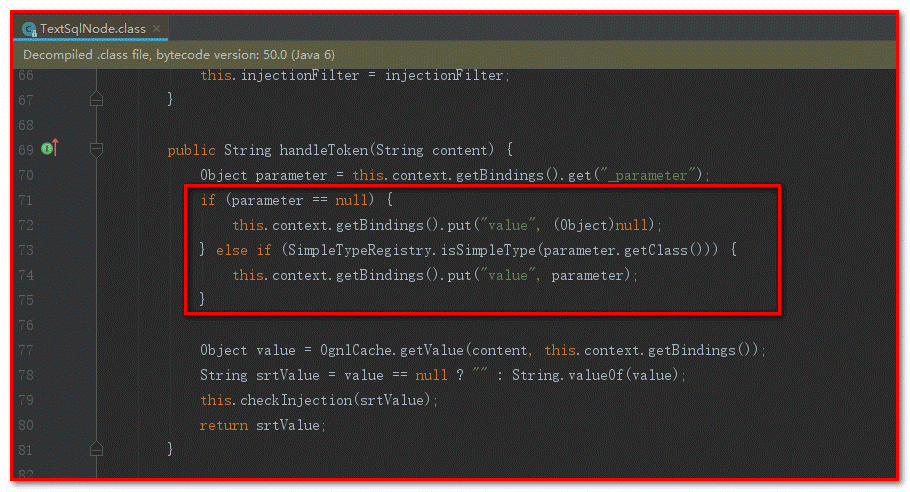 TextSqlNode.class
Decompiled .class file, bytecode version: 50.0 (Java 6)
66 this.injectionFilter = injectionFilter;
67 }
68
69 public String handleToken(String content) {
70 Object parameter = this.context.getBindings().get("_parameter");
71 if (parameter == null) {
72 this.context.getBindings().put("value", (Object)null);
73 } else if (SimpleTypeRegistry.isSimpleType(parameter.getClass())) {
74 this.context.getBindings().put("value", parameter);
75 }
76
77 Object value = OgnlCache.getValue(content, this.context.getBindings());
78 String srtValue = value == null ? "" : String.valueOf(value);
79 this.checkInjection(srtValue);
80 return srtValue;
81 }
82